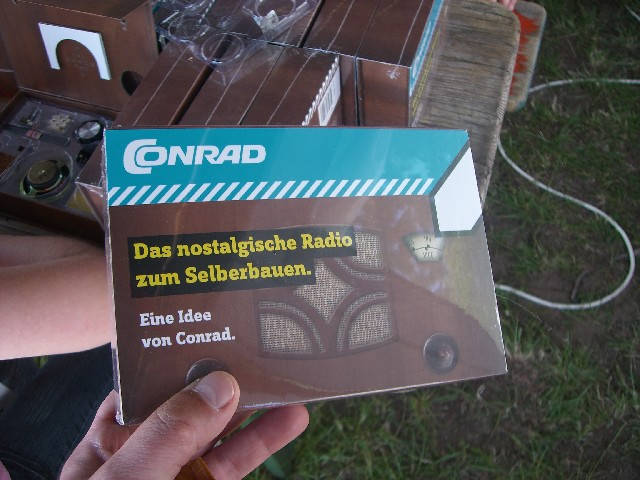 CONRAD
Das nostalgische Radio
zum Selberbauen.
Eine Idee
von Conrad.